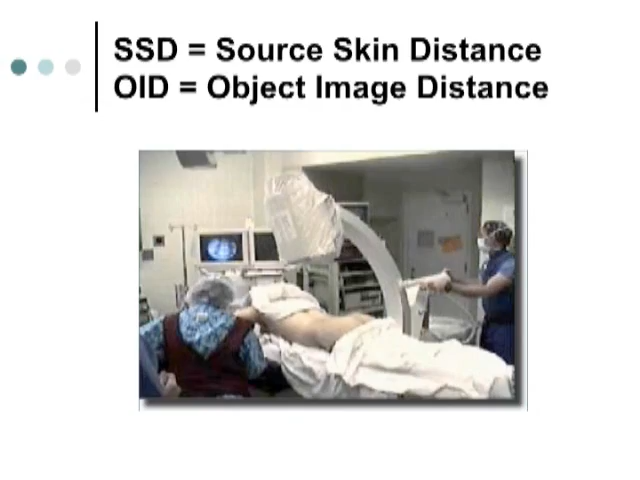 SSD = Source Skin Distance
OID = Object Image Distance